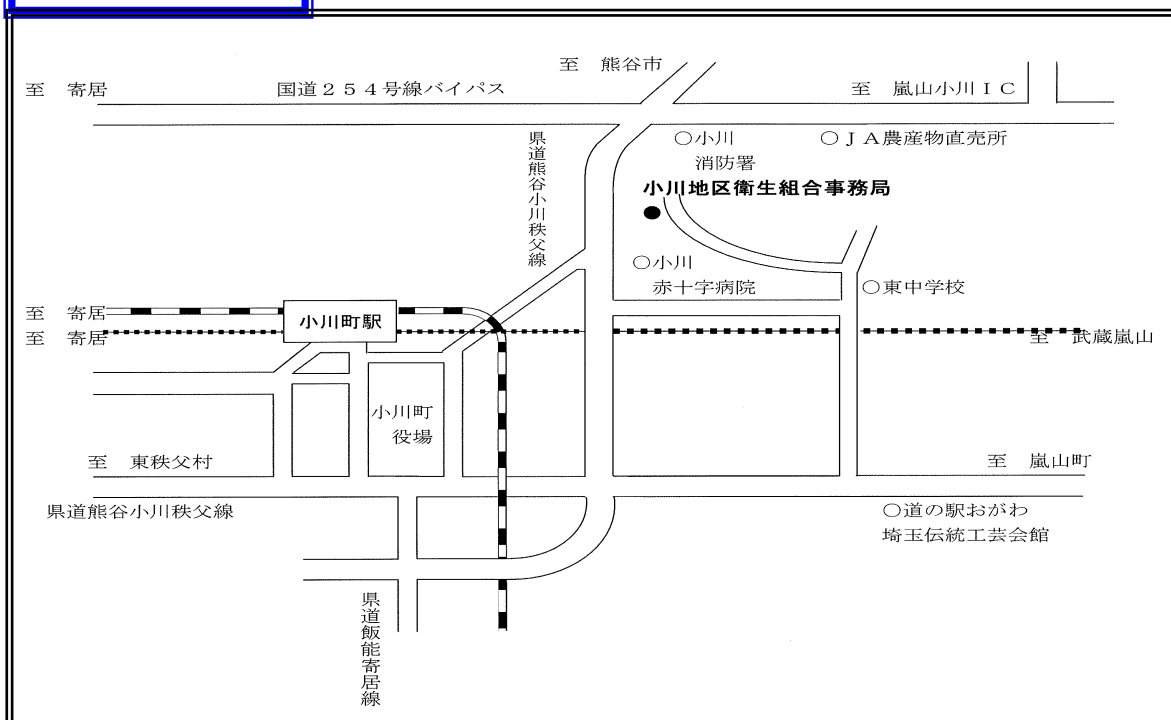 至　熊谷市
至　寄居
国道２５４号線バイパス
至　嵐山小川ＩＣ
県道熊谷小川秩父線
○小川
消防署
○ＪＡ農産物直売所
小川地区衛生組合事務局
○小川
赤十字病院
○東中学校
至　寄居
小川町駅
至　寄居
至　武蔵嵐山
小川町
役場
至　東秩父村
至　嵐山町
県道熊谷小川秩父線
○道の駅おがわ
埼玉伝統工芸会館
県道飯能寄居線